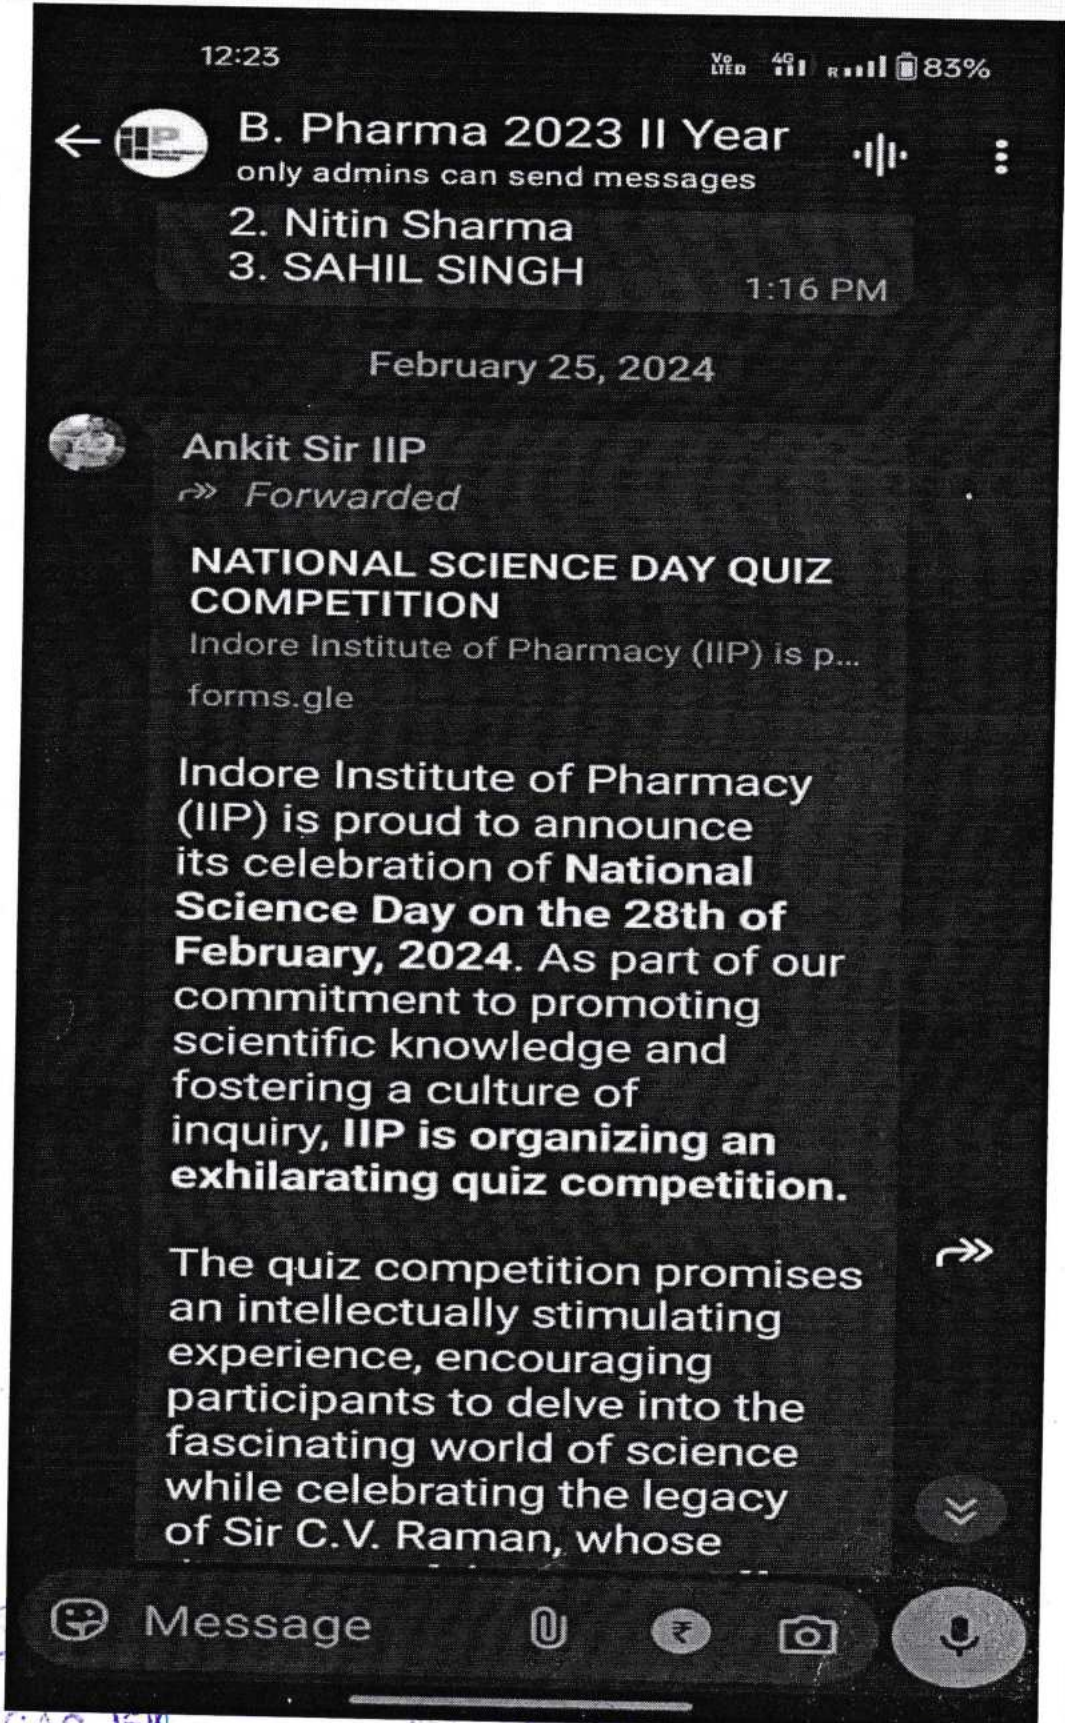 12:23
Vo LTE 4G R 83%
B. Pharma 2023 II Year
only admins can send messages
2. Nitin Sharma
3. SAHIL SINGH
1:16 PM
February 25, 2024
Ankit Sir IIP
Forwarded
NATIONAL SCIENCE DAY QUIZ
COMPETITION
Indore Institute of Pharmacy (IIP) is p...
forms.gle
Indore Institute of Pharmacy
(IIP) is proud to announce
its celebration of National
Science Day on the 28th of
February, 2024. As part of our
commitment to promoting
scientific knowledge and
fostering a culture of
inquiry, IIP is organizing an
exhilarating quiz competition.
The quiz competition promises
an intellectually stimulating
experience, encouraging
participants to delve into the
fascinating world of science
while celebrating the legacy
of Sir C.V. Raman, whose
Message
₹